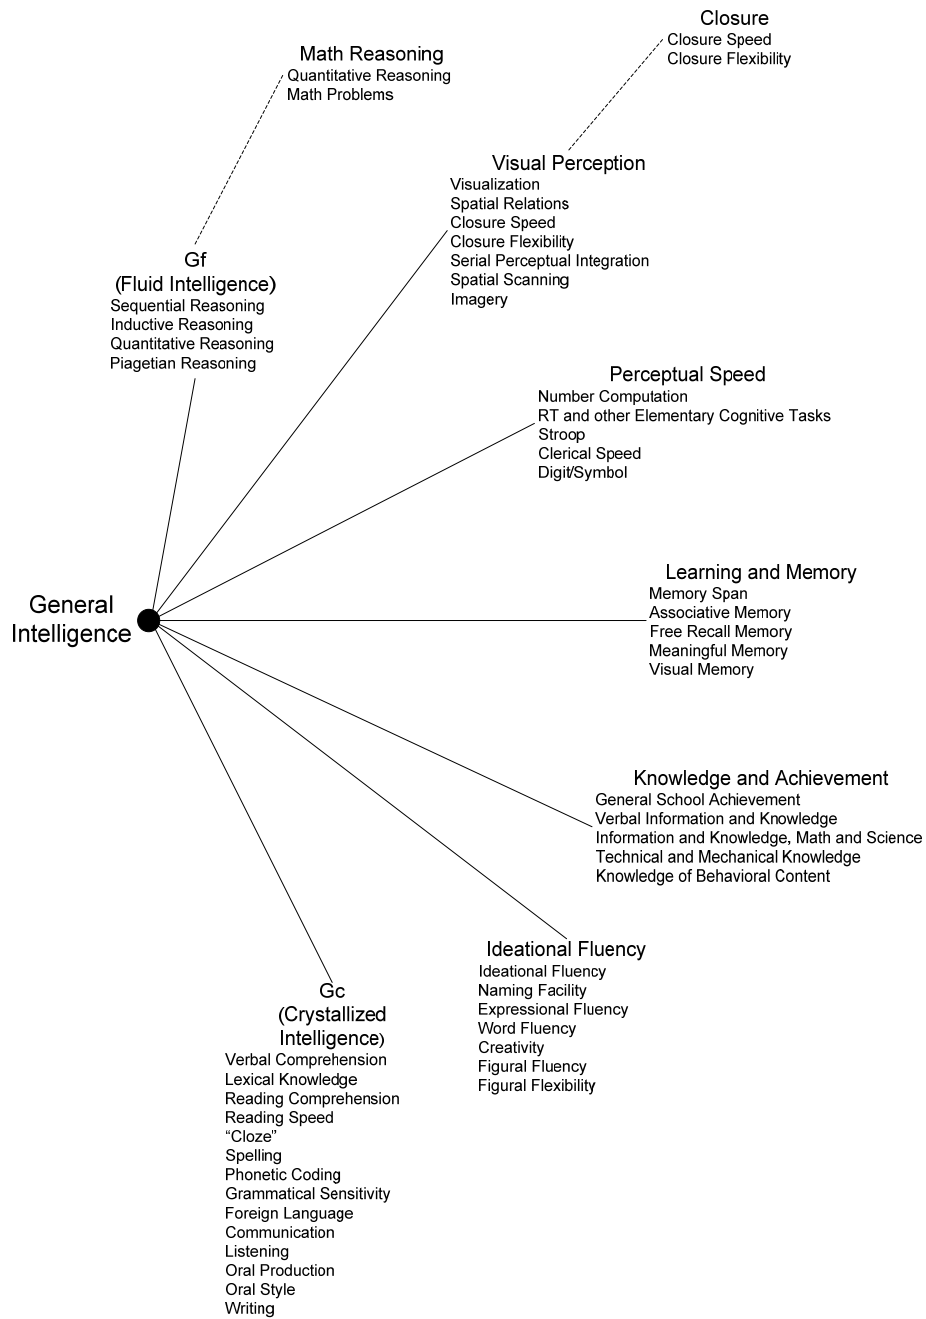 Closure
Closure Speed
Closure Flexibility
Math Reasoning
Quantitative Reasoning
Math Problems
Visual Perception
Visualization
Spatial Relations
Closure Speed
Closure Flexibility
Serial Perceptual Integration
Spatial Scanning
Imagery
Gf
(Fluid Intelligence)
Sequential Reasoning
Inductive Reasoning
Quantitative Reasoning
Piagetian Reasoning
Perceptual Speed
Number Computation
RT and other Elementary Cognitive Tasks
Stroop
Clerical Speed
Digit/Symbol
General
Intelligence
Learning and Memory
Memory Span
Associative Memory
Free Recall Memory
Meaningful Memory
Visual Memory
Knowledge and Achievement
General School Achievement
Verbal Information and Knowledge
Information and Knowledge, Math and Science
Technical and Mechanical Knowledge
Knowledge of Behavioral Content
Ideational Fluency
Ideational Fluency
Naming Facility
Expressional Fluency
Word Fluency
Creativity
Figural Fluency
Figural Flexibility
Gc
(Crystallized
Intelligence)
Verbal Comprehension
Lexical Knowledge
Reading Comprehension
Reading Speed
“Cloze”
Spelling
Phonetic Coding
Grammatical Sensitivity
Foreign Language
Communication
Listening
Oral Production
Oral Style
Writing